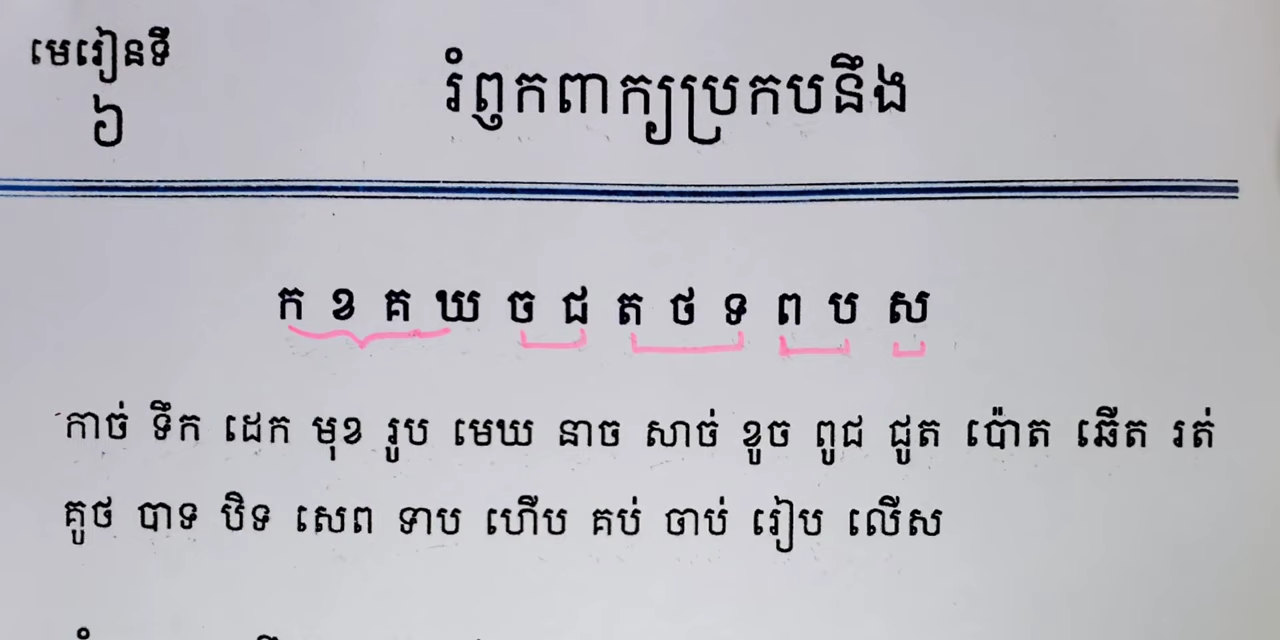 មេរៀនទី
៦
រំឭកពាក្យប្រកបនឹង
ក ខ គ ឃ ច ជ ត ថ ទ ព ប ស
កាច់ ទឹក ដេក មុខ រូប មេឃ នាច សាច់ ខូច ពូជ ជូត ប៉ោត ឆើត រត់
គូថ បាទ បិទ សេព ទាប ហើប គប់ ចាប់ រៀប លើស